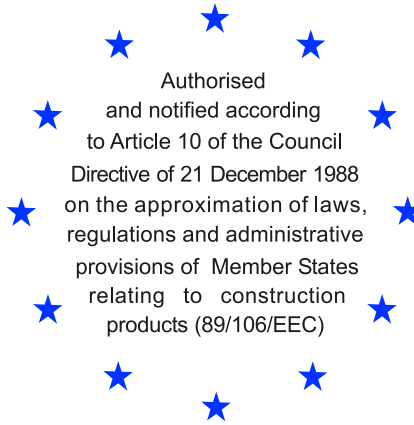 Authorised
and notified according
to Article 10 of the Council
Directive of 21 December 1988
on the approximation of laws,
regulations and administrative
provisions of Member States
relating to construction
products (89/106/EEC)